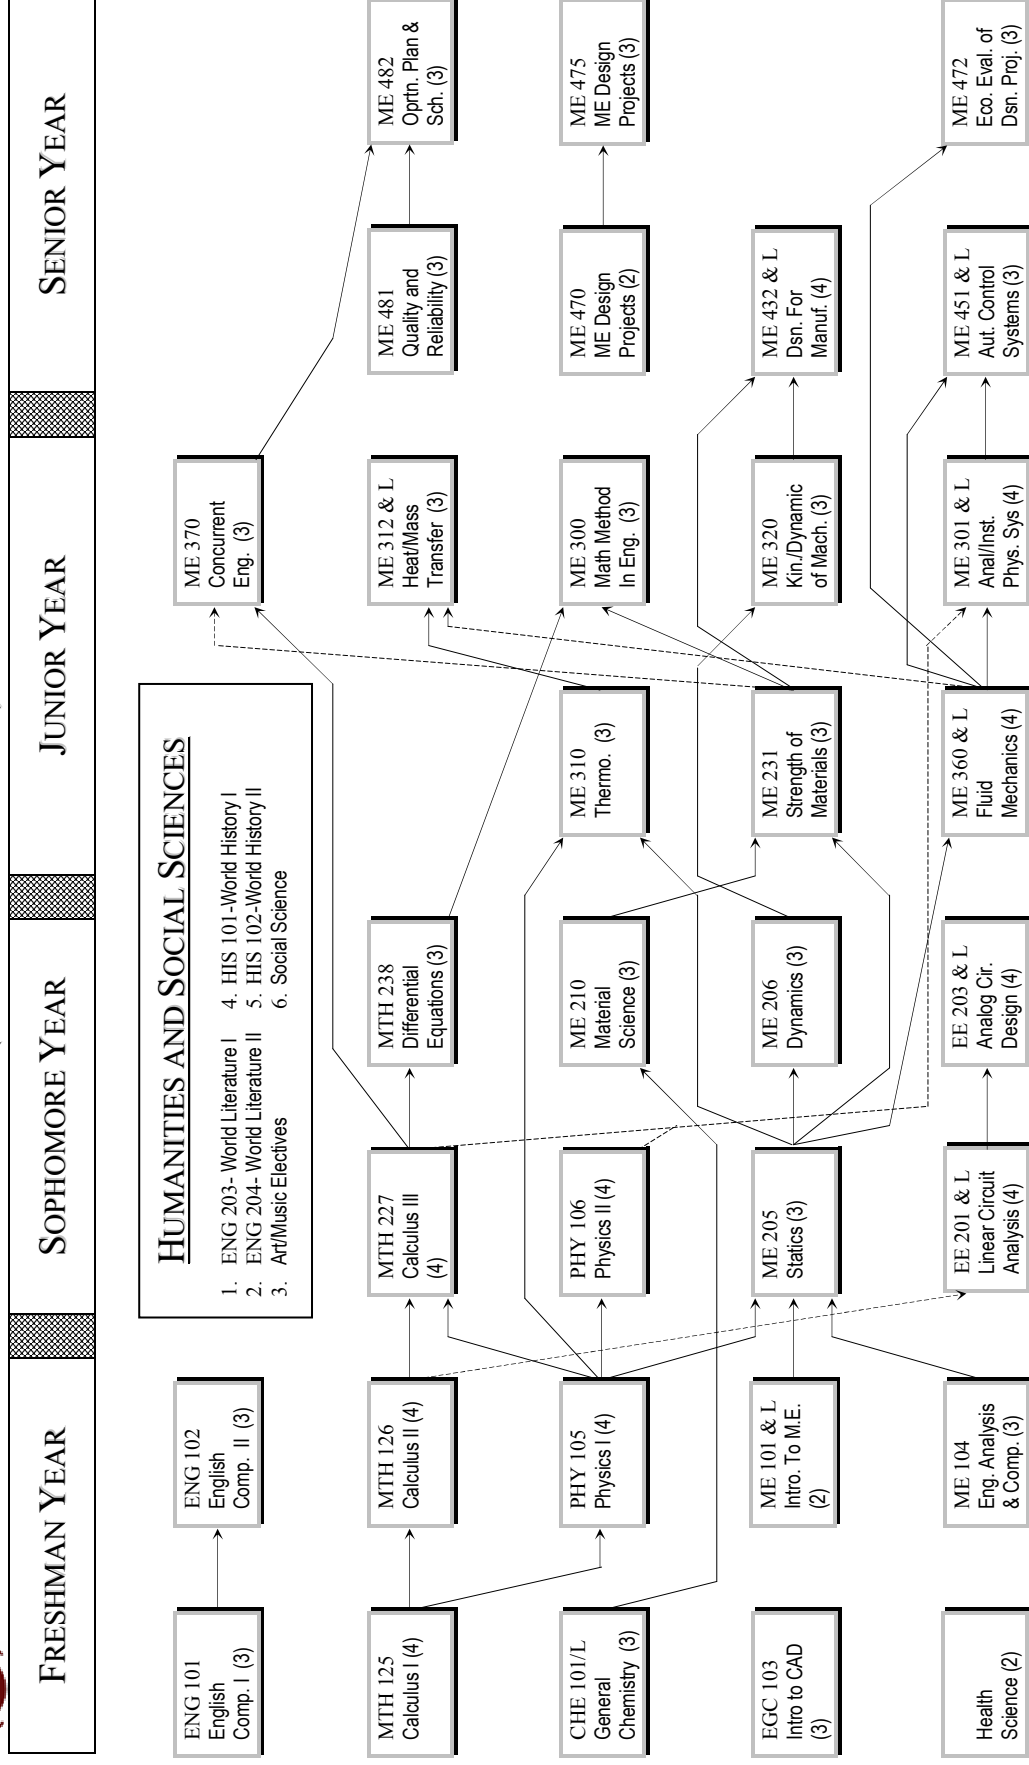 FRESHMAN YEAR
SOPHOMORE YEAR
JUNIOR YEAR
SENIOR YEAR
HUMANITIES AND SOCIAL SCIENCES
1. ENG 203- World Literature I
2. ENG 204- World Literature II
3. Art/Music Electives
4. HIS 101-World History I
5. HIS 102-World History II
6. Social Science
ENG 101
English
Comp. I (3)
ENG 102
English
Comp. II (3)
ME 370
Concurrent
Eng. (3)
MTH 125
Calculus I (4)
MTH 126
Calculus II (4)
MTH 227
Calculus III
(4)
MTH 238
Differential
Equations (3)
ME 312 & L
Heat/Mass
Transfer (3)
ME 481
Quality and
Reliability (3)
ME 482
Oprtn. Plan &
Sch. (3)
CHE 101/L
General
Chemistry (3)
PHY 105
Physics I (4)
PHY 106
Physics II (4)
ME 210
Material
Science (3)
ME 310
Thermo. (3)
ME 300
Math Method
In Eng. (3)
ME 470
ME Design
Projects (2)
ME 475
ME Design
Projects (3)
EGC 103
Intro to CAD
(3)
ME 101 & L
Intro. To M.E.
(2)
ME 205
Statics (3)
ME 206
Dynamics (3)
ME 231
Strength of
Materials (3)
ME 320
Kin./Dynamic
of Mach. (3)
ME 432 & L
Dsn. For
Manuf. (4)
Health
Science (2)
ME 104
Eng. Analysis
& Comp. (3)
EE 201 & L
Linear Circuit
Analysis (4)
EE 203 & L
Analog Cir.
Design (4)
ME 360 & L
Fluid
Mechanics (4)
ME 301 & L
Anal/Inst.
Phys. Sys (4)
ME 451 & L
Aut. Control
Systems (3)
ME 472
Eco. Eval. of
Dsn. Proj. (3)